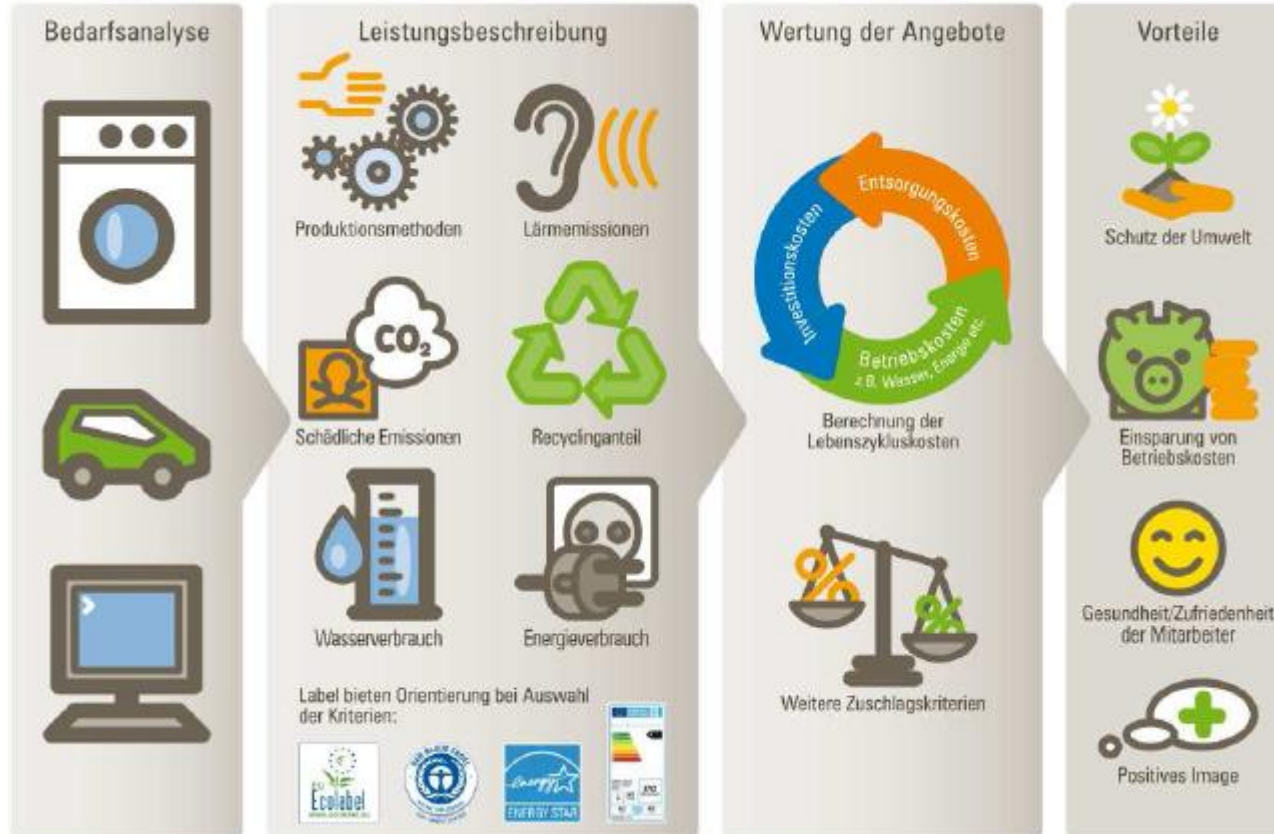 Bedarfsanalyse
Leistungsbeschreibung
Produktionsmethoden
Lärmemissionen
CO₂
Schädliche Emissionen
Recyclinganteil
Wasserverbrauch
Energieverbrauch
Label bieten Orientierung bei Auswahl
der Kriterien:
EU
Ecolabel
energy
ENERGY STAR
Wertung der Angebote
Entsorgungskosten
Investitionskosten
Betriebskosten
z.B. Wasser, Energie etc.
Berechnung der
Lebenszykluskosten
%
%
Weitere Zuschlagskriterien
Vorteile
Schutz der Umwelt
Einsparung von
Betriebskosten
Gesundheit/Zufriedenheit
der Mitarbeiter
Positives Image